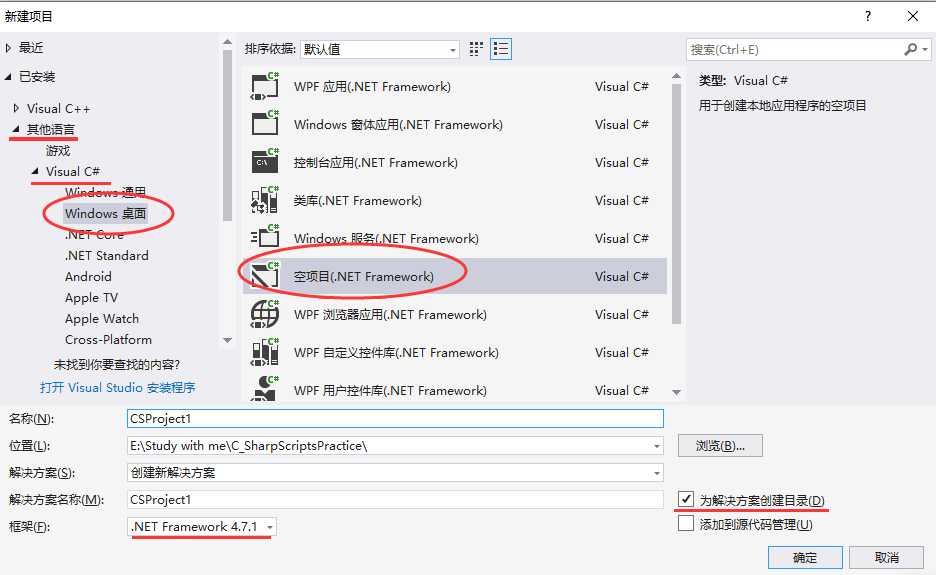 新建项目
?
最近
已安装
Visual C++
其他语言
游戏
Visual C#
Windows 通用
Windows 桌面
.NET Core
.NET Standard
Android
Apple TV
Apple Watch
Cross-Platform
未找到你要查找的内容?
打开 Visual Studio 安装程序
排序依据: 默认值
WPF 应用(.NET Framework) Visual C#
Windows 窗体应用(.NET Framework) Visual C#
控制台应用(.NET Framework) Visual C#
类库(.NET Framework) Visual C#
Windows 服务(.NET Framework) Visual C#
空项目(.NET Framework) Visual C#
WPF 浏览器应用(.NET Framework) Visual C#
WPF 自定义控件库(.NET Framework) Visual C#
WPF 用户控件库(.NET Framework) Visual C#
搜索(Ctrl+E)
类型: Visual C#
用于创建本地应用程序的空项目
名称(N): CSProject1
位置(L): E:\Study with me\C_SharpScriptsPractice\ 浏览(B)...
解决方案(S): 创建新解决方案
解决方案名称(M): CSProject1 为解决方案创建目录(D)
框架(F): .NET Framework 4.7.1 添加到源代码管理(U)
确定 取消